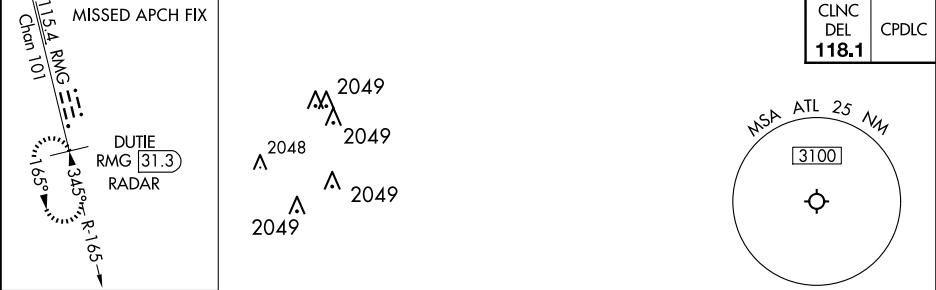 MISSED APCH FIX
115.4 RMG
Chan 101
DUTIE
RMG 31.3
RADAR
165°
345°
R-165
2049
2049
2048
2049
2049
CLNC
DEL
118.1
CPDLC
MSA ATL 25 NM
3100